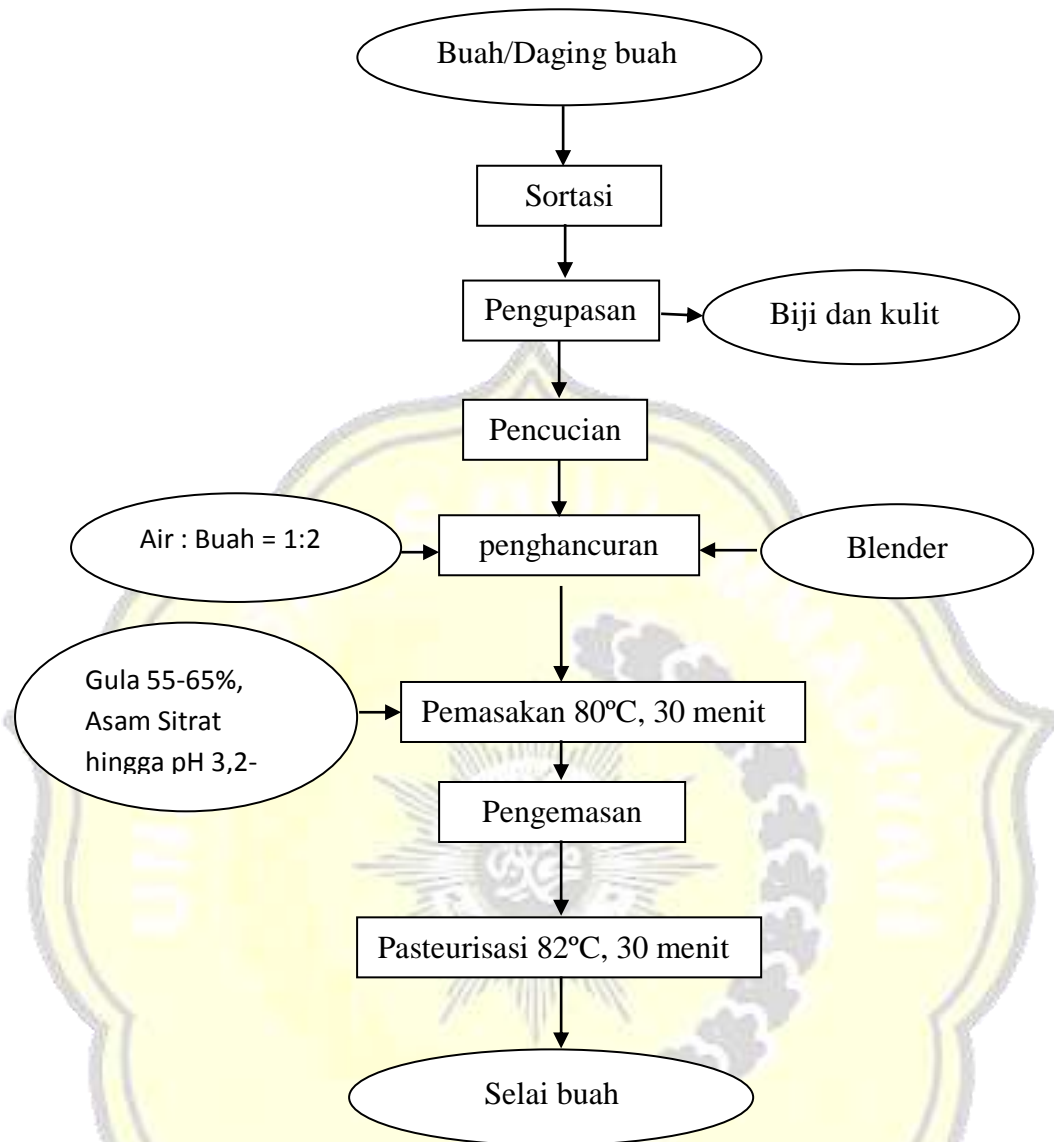 Buah/Daging buah
Sortasi
Pengupasan
Biji dan kulit
Pencucian
Air : Buah = 1:2
penghancuran
Blender
Gula 55-65%,
Asam Sitrat
hingga pH 3,2-
Pemasakan 80ºC, 30 menit
Pengemasan
Pasteurisasi 82ºC, 30 menit
Selai buah